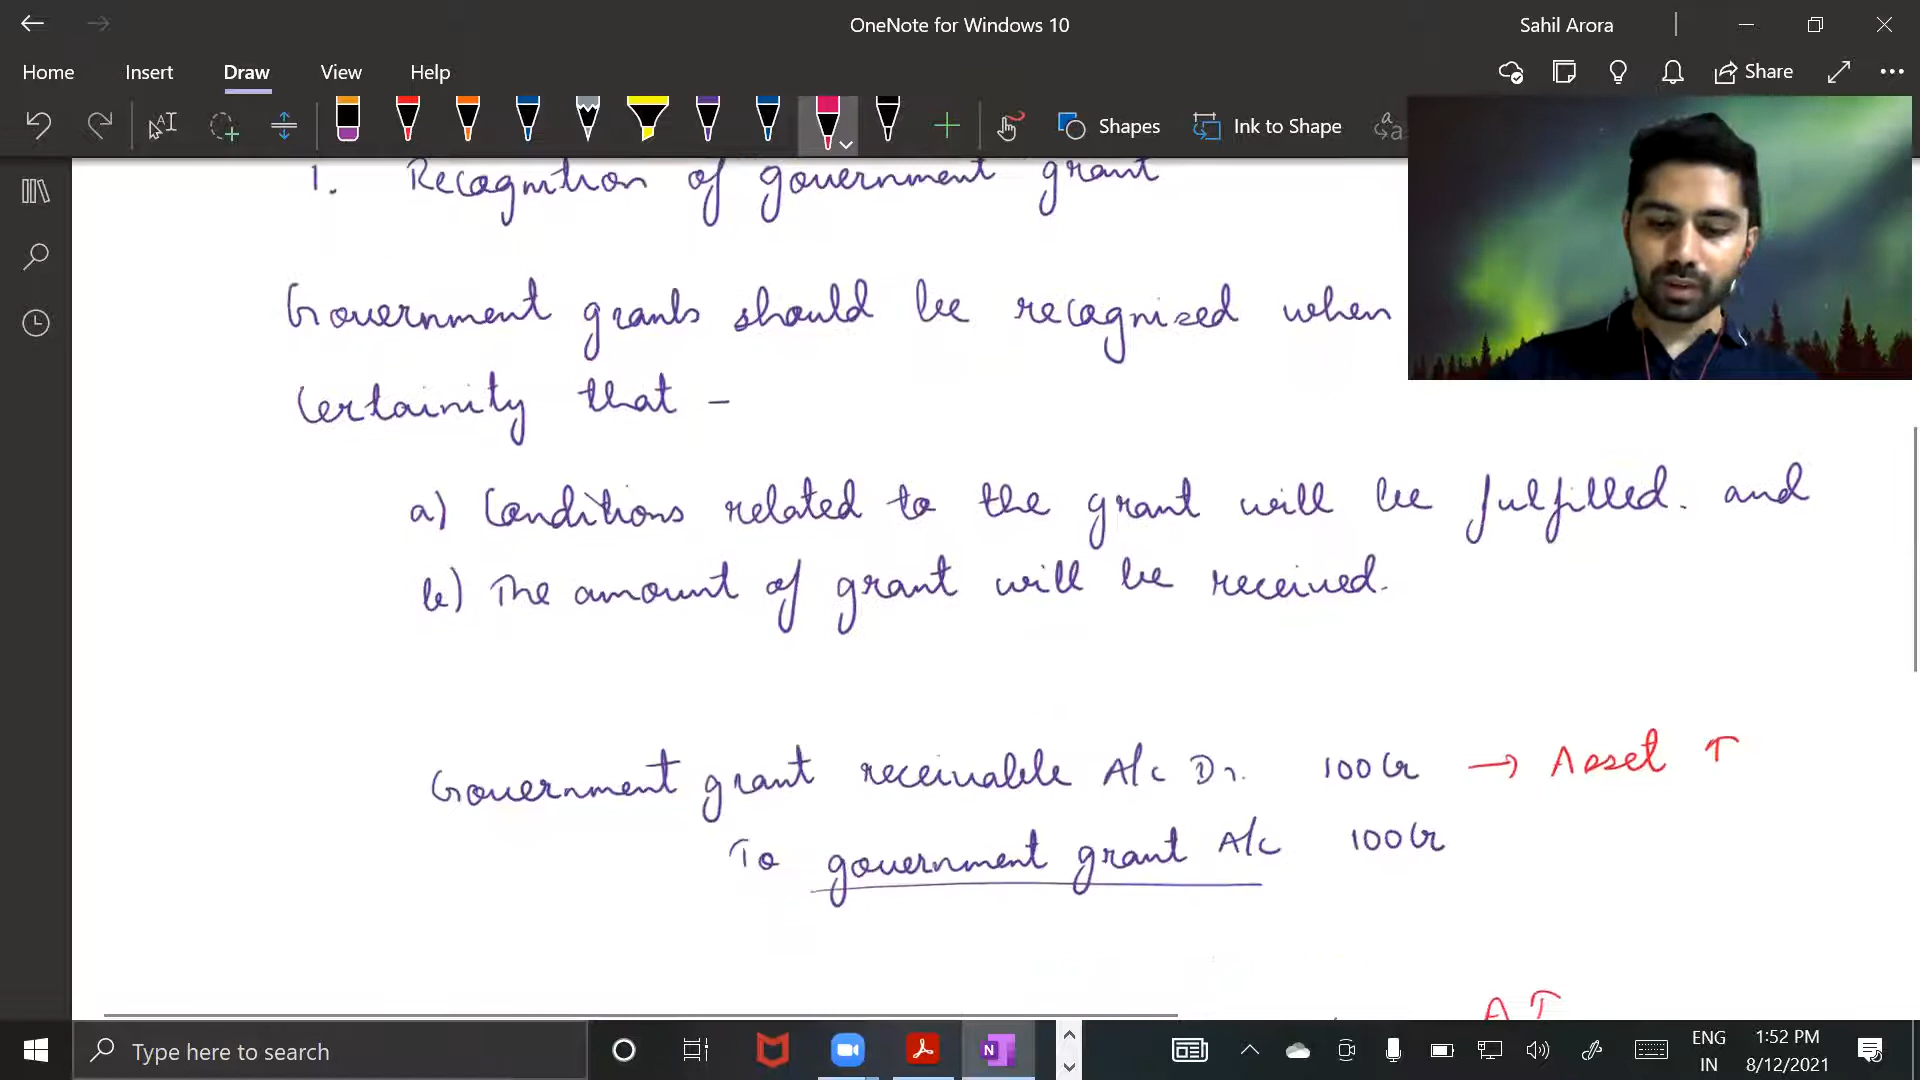 OneNote for Windows 10
Sahil Arora
Home Insert Draw View Help
Share
Shapes
Ink to Shape
1. Recognition of government grant
Government grants should be recognized when
Certainity that -
a) Conditions related to the grant will be fulfilled. and
b) The amount of grant will be received.
Government grant receivable A/c Dr. 100 Cr → Asset ↑
To government grant A/c 100 Cr
A ↑
Type here to search
ENG
IN
1:52 PM
8/12/2021